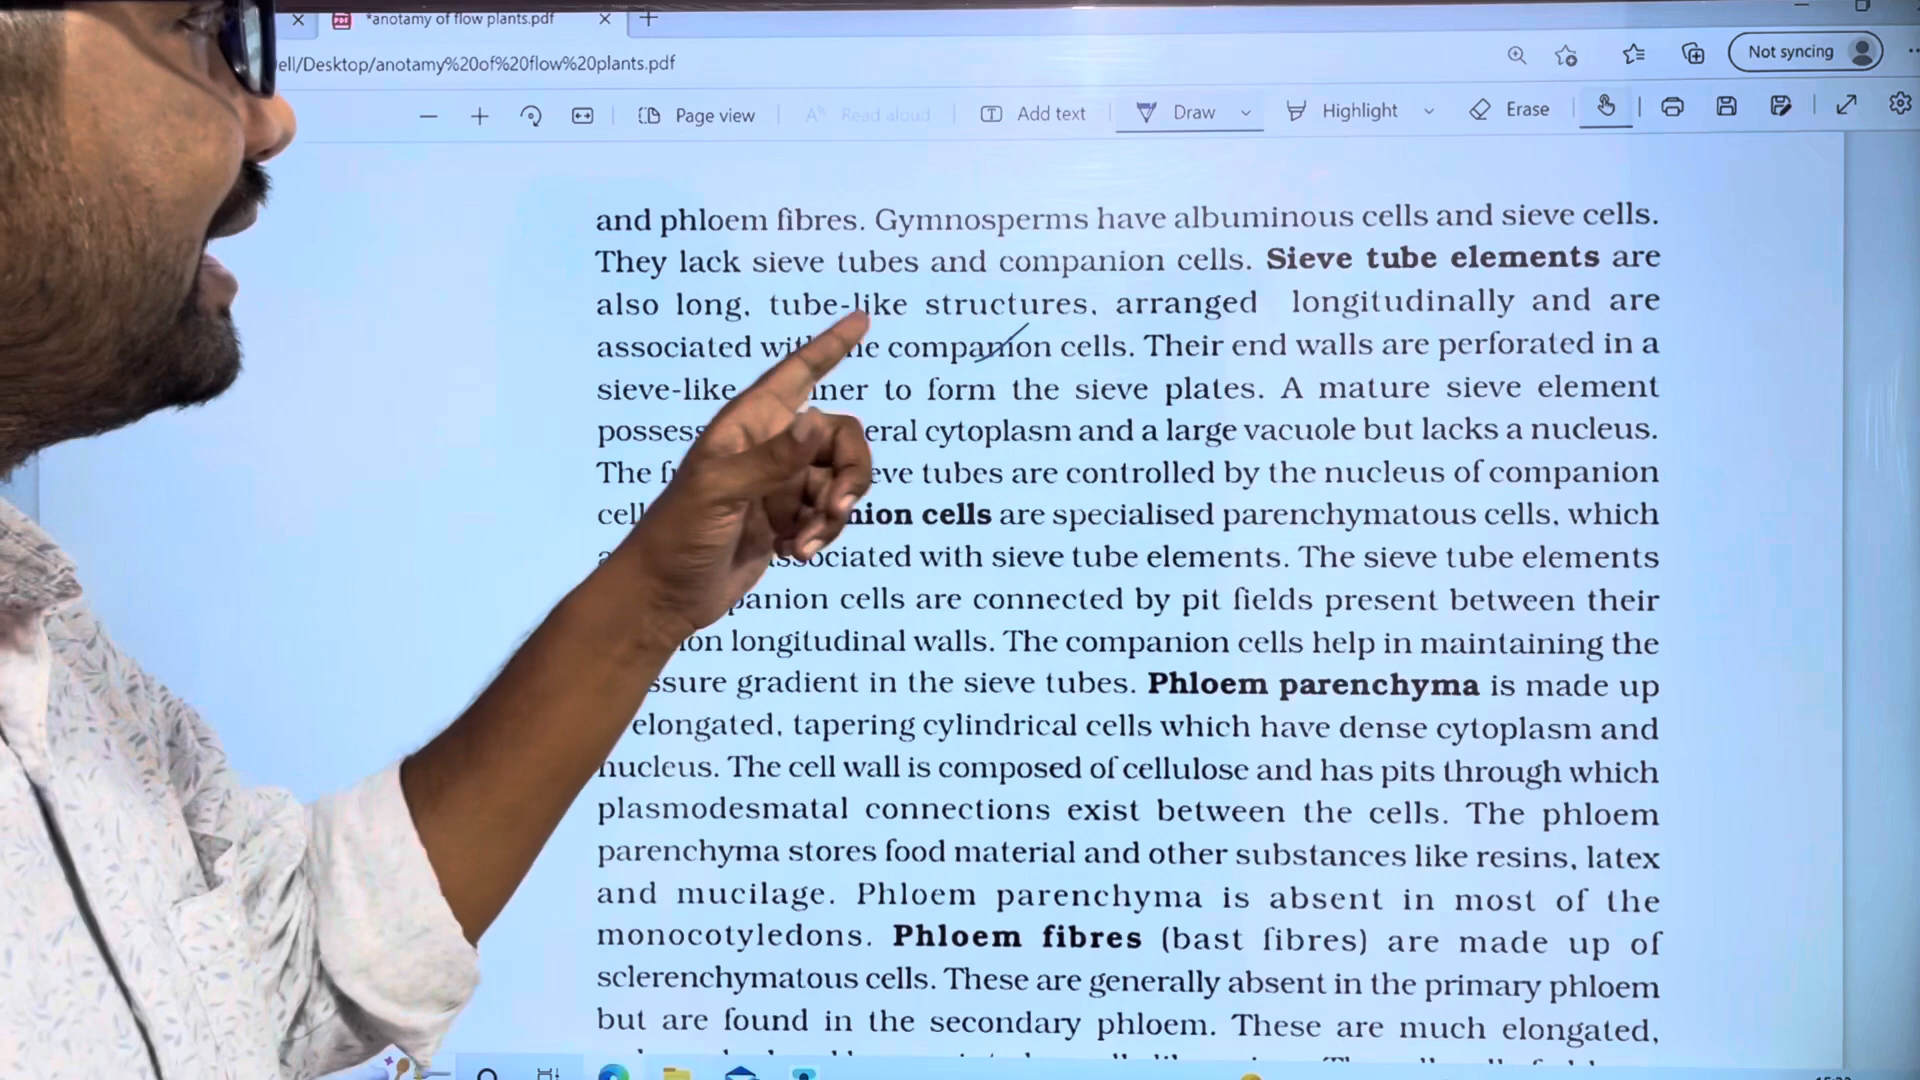 *anotamy of flow plants.pdf
ell/Desktop/anotamy%20of%20flow%20plants.pdf
Not syncing
Page view
Read aloud
Add text
Draw
Highlight
Erase
and phloem fibres. Gymnosperms have albuminous cells and sieve cells.
They lack sieve tubes and companion cells. Sieve tube elements are
also long, tube-like structures, arranged longitudinally and are
associated companion cells. Their end walls are perforated in a
sieve-like to form the sieve plates. A mature sieve element
cytoplasm and a large vacuole but lacks a nucleus.
The tubes are controlled by the nucleus of companion
cells are specialised parenchymatous cells, which
with sieve tube elements. The sieve tube elements
cells are connected by pit fields present between their
longitudinal walls. The companion cells help in maintaining the
gradient in the sieve tubes. Phloem parenchyma is made up
elongated, tapering cylindrical cells which have dense cytoplasm and
nucleus. The cell wall is composed of cellulose and has pits through which
plasmodesmatal connections exist between the cells. The phloem
parenchyma stores food material and other substances like resins, latex
and mucilage. Phloem parenchyma is absent in most of the
monocotyledons. Phloem fibres (bast fibres) are made up of
sclerenchymatous cells. These are generally absent in the primary phloem
but are found in the secondary phloem. These are much elongated,